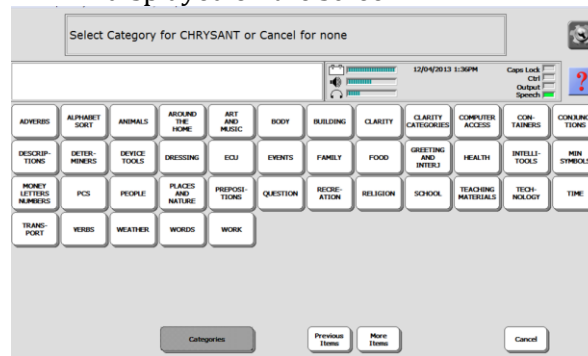 Select Category for CHRYSANT or Cancel for none
12/04/2013 1:36PM
Caps Lock
Ctrl
Output
Speech
?
ADVERBS
ALPHABET
SORT
ANIMALS
AROUND
THE
HOME
ART
AND
MUSIC
BODY
BUILDING
CLARITY
CLARITY
CATEGORIES
COMPUTER
ACCESS
CON-
TAINERS
CONJUNC
TIONS
DESCRIP-
TIONS
DETER-
MINERS
DEVICE
TOOLS
DRESSING
ECU
EVENTS
FAMILY
FOOD
GREETING
AND
INTERJ
HEALTH
INTELLI-
TOOLS
MIN
SYMBOLS
MONEY
LETTERS
NUMBERS
PCS
PEOPLE
PLACES
AND
NATURE
PREPOSI-
TIONS
QUESTION
RECRE-
ATION
RELIGION
SCHOOL
TEACHING
MATERIALS
TECH-
NOLOGY
TIME
TRANS-
PORT
VERBS
WEATHER
WORDS
WORK
Categories
Previous
Items
More
Items
Cancel